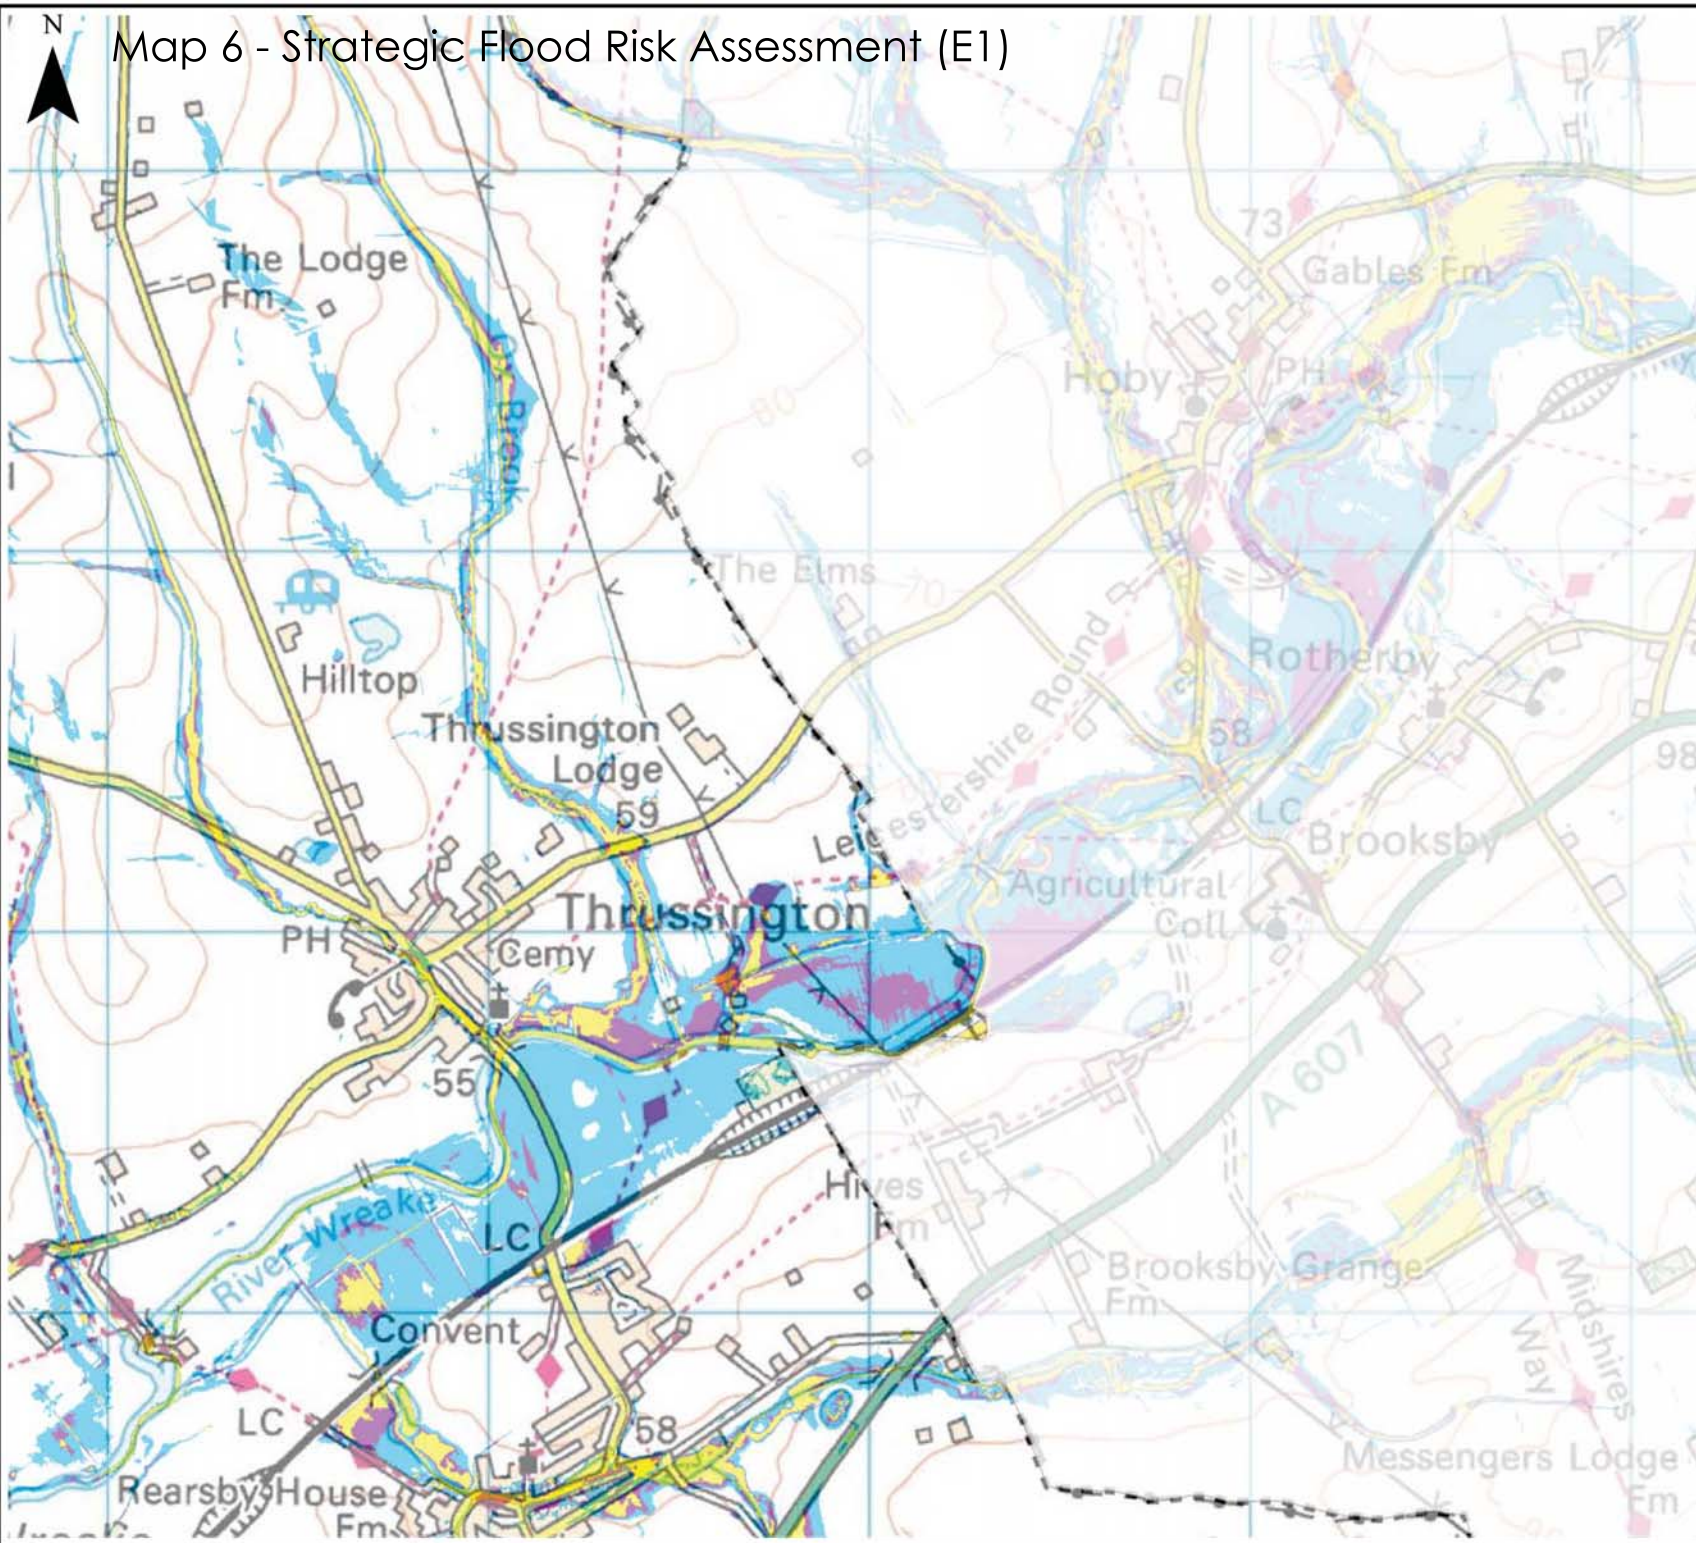 N
Map 6 - Strategic Flood Risk Assessment (E1)
The Lodge
Fm
73
Gables Fm
Brook
80
Hoby
PH
The Elms
70
Hilltop
Rotherby
Thrussington
Lodge
59
58
98
Leicestershire Round
LC
Brooksby
Agricultural
Coll
Thrussington
PH
Cemy
55
A 607
River Wreake
LC
Hives
Fm
Brooksby Grange
Fm
Midshires
Way
Convent
LC
58
Messengers Lodge
Fm
Rearsby House
Fm